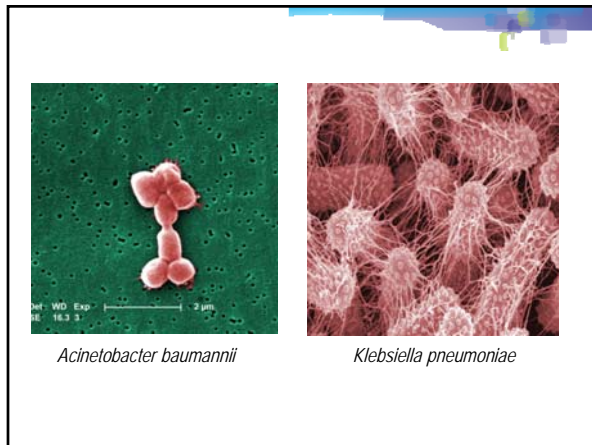 Det : WD Exp 2 µm
SE 16.3 3
Acinetobacter baumannii
Klebsiella pneumoniae